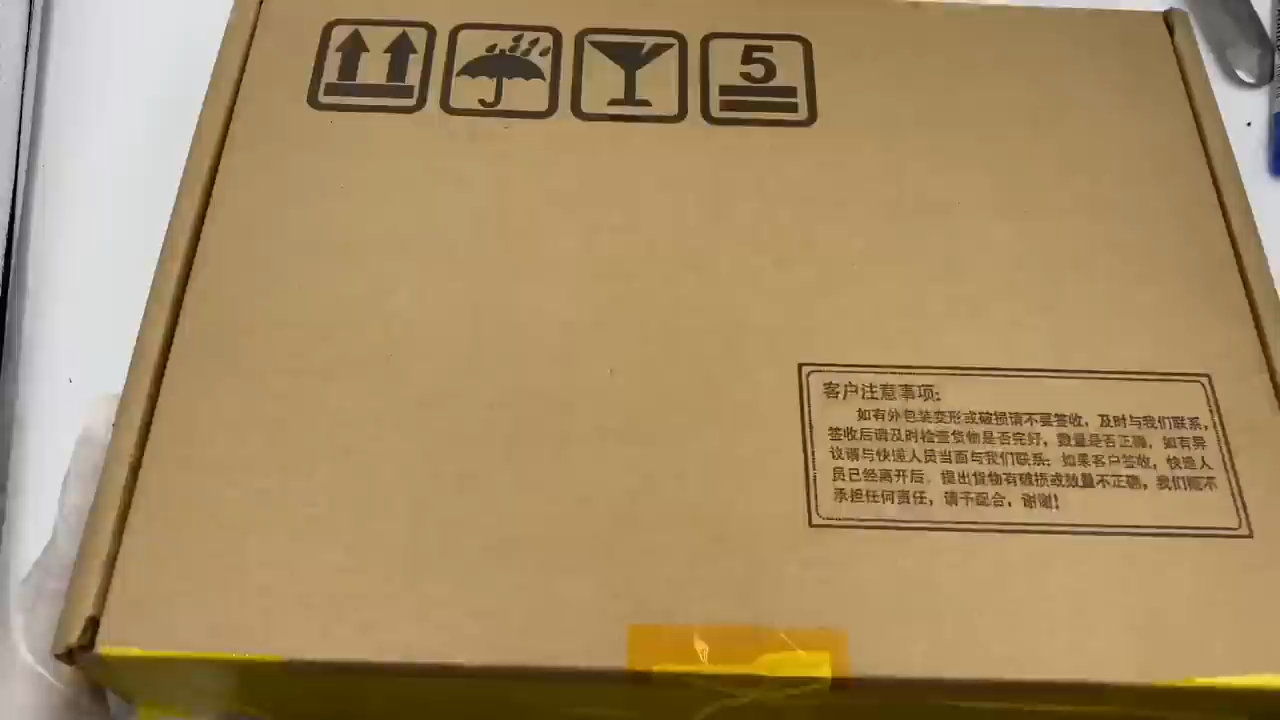 5
客户注意事项:
如有外包装变形或破损请不要签收，及时与我们联系，
签收后请及时检查货物是否完好，数量是否正确，如有异
议请与快递人员当面与我们联系；如果客户签收，快递人
员已经离开后，提出货物有破损或数量不正确，我们概不
承担任何责任，请予配合，谢谢！